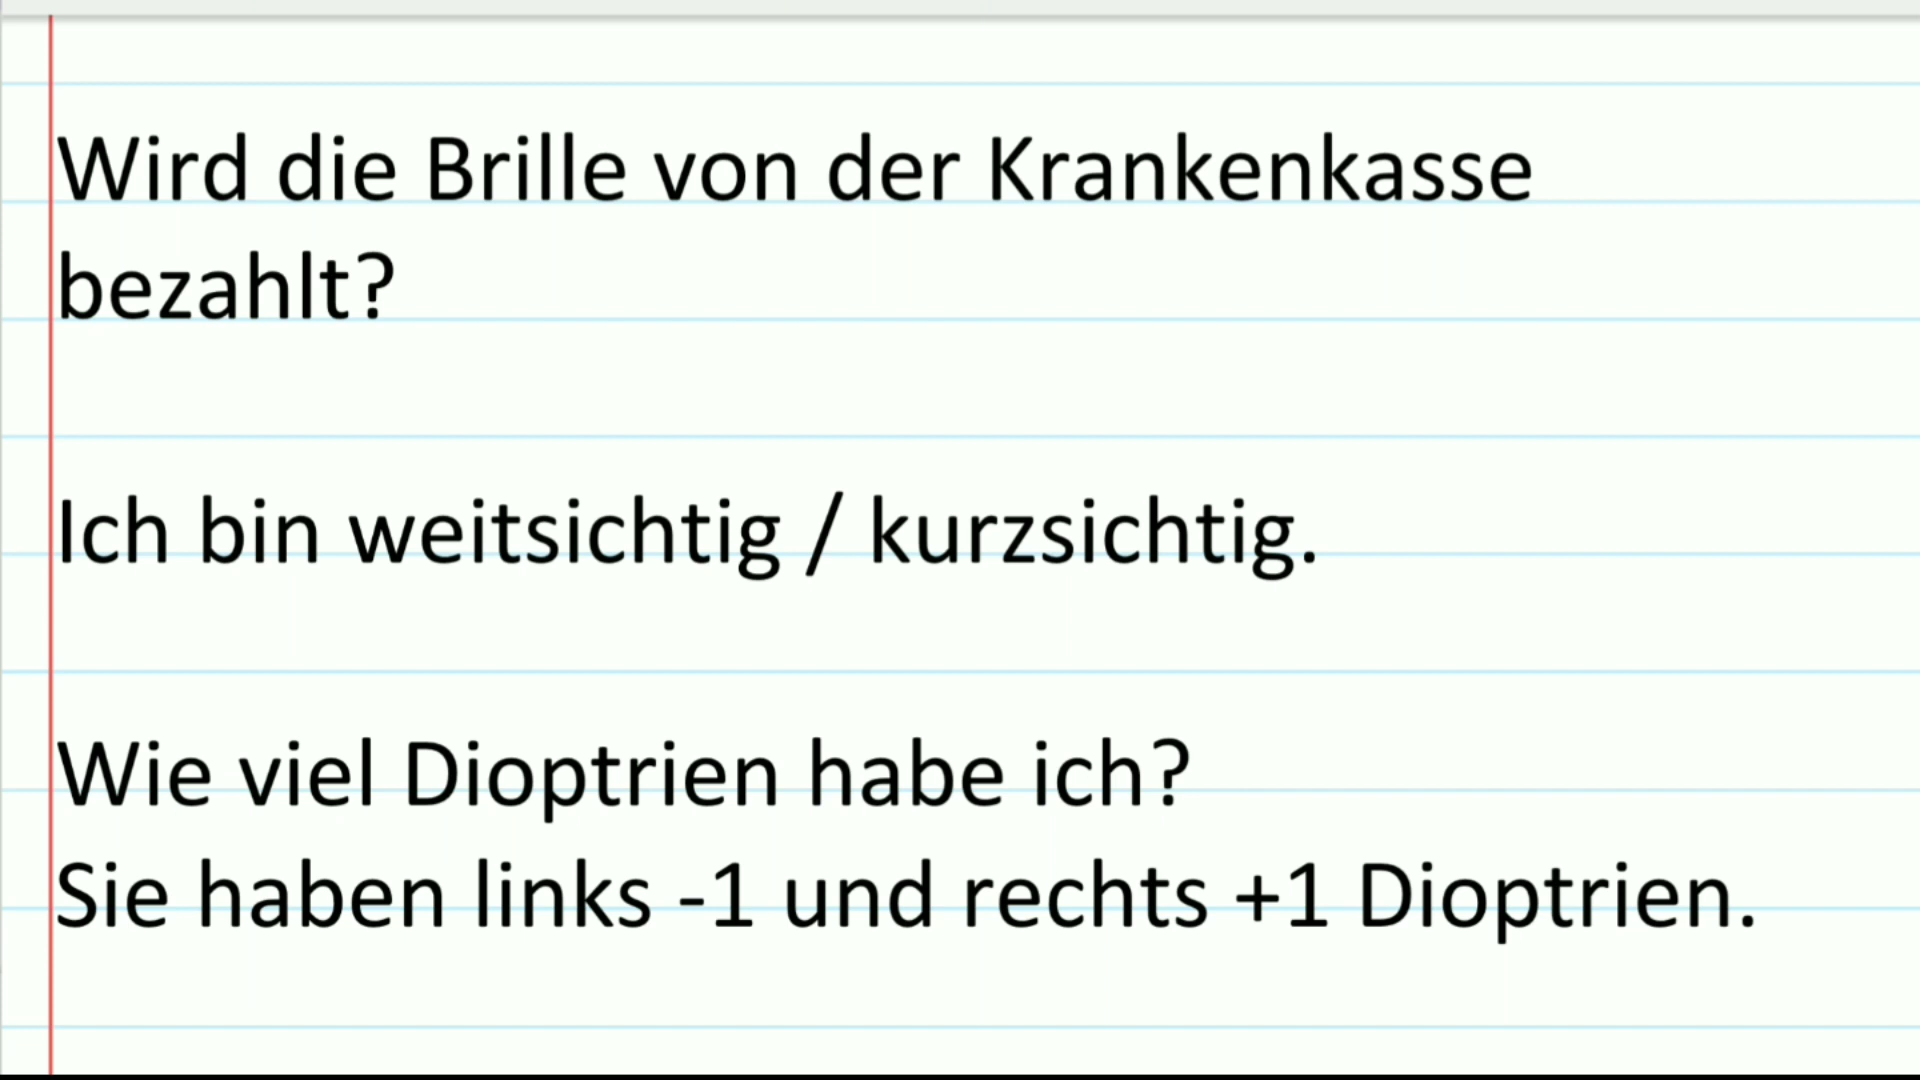 Wird die Brille von der Krankenkasse
bezahlt?
Ich bin weitsichtig / kurzsichtig.
Wie viel Dioptrien habe ich?
Sie haben links -1 und rechts +1 Dioptrien.